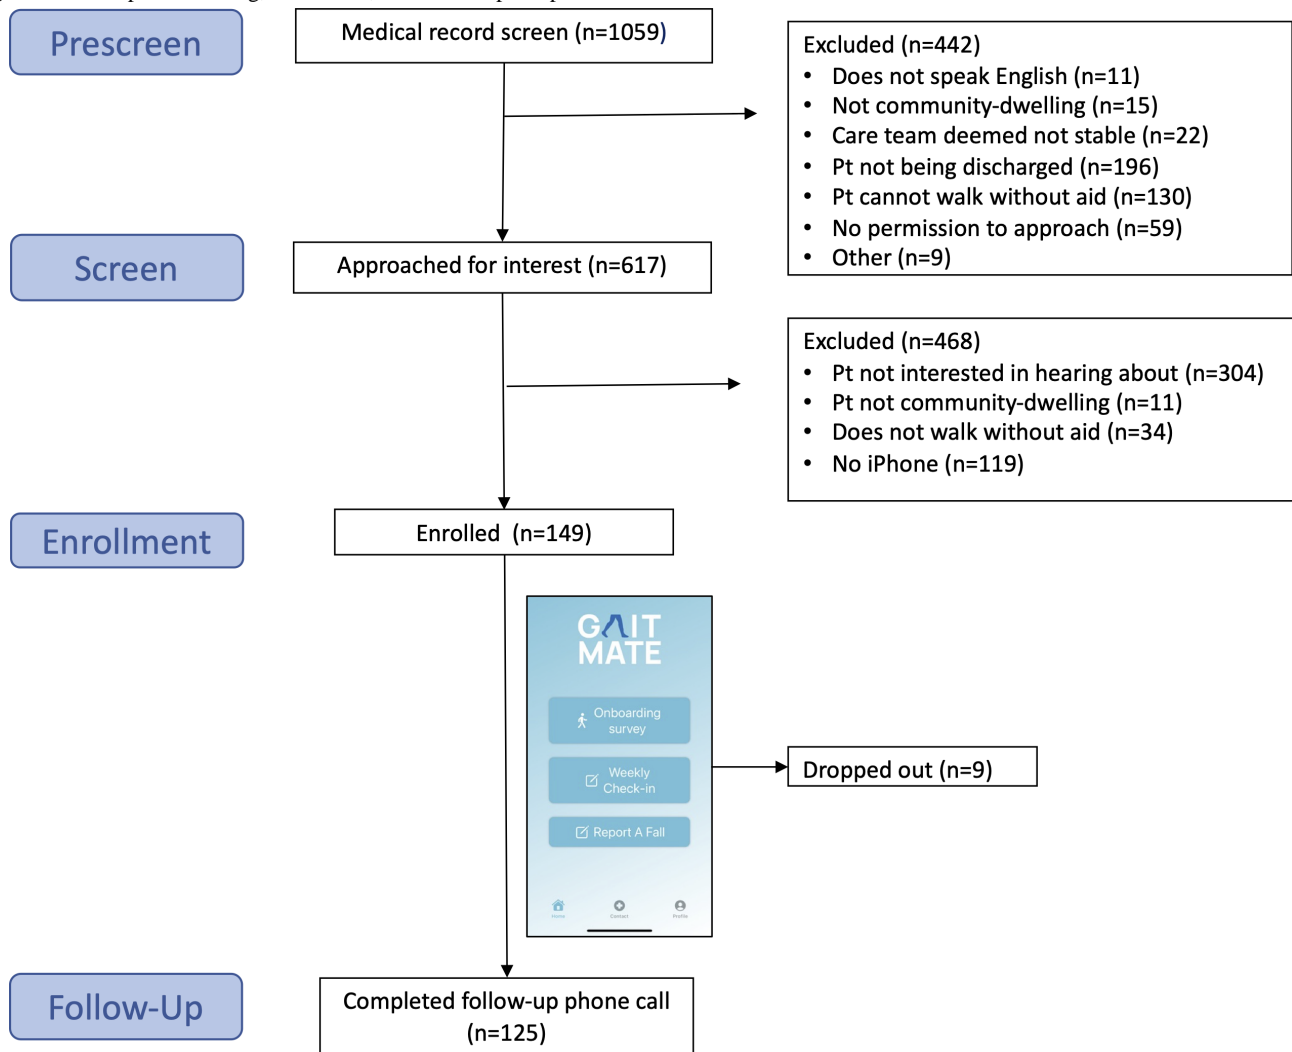 Prescreen
Medical record screen (n=1059)
Excluded (n=442)
• Does not speak English (n=11)
• Not community-dwelling (n=15)
• Care team deemed not stable (n=22)
• Pt not being discharged (n=196)
• Pt cannot walk without aid (n=130)
• No permission to approach (n=59)
• Other (n=9)
Screen
Approached for interest (n=617)
Excluded (n=468)
• Pt not interested in hearing about (n=304)
• Pt not community-dwelling (n=11)
• Does not walk without aid (n=34)
• No iPhone (n=119)
Enrollment
Enrolled (n=149)
GAIT
MATE
Onboarding
survey
Weekly
Check-in
Report A Fall
Home Contact Profile
Dropped out (n=9)
Follow-Up
Completed follow-up phone call
(n=125)